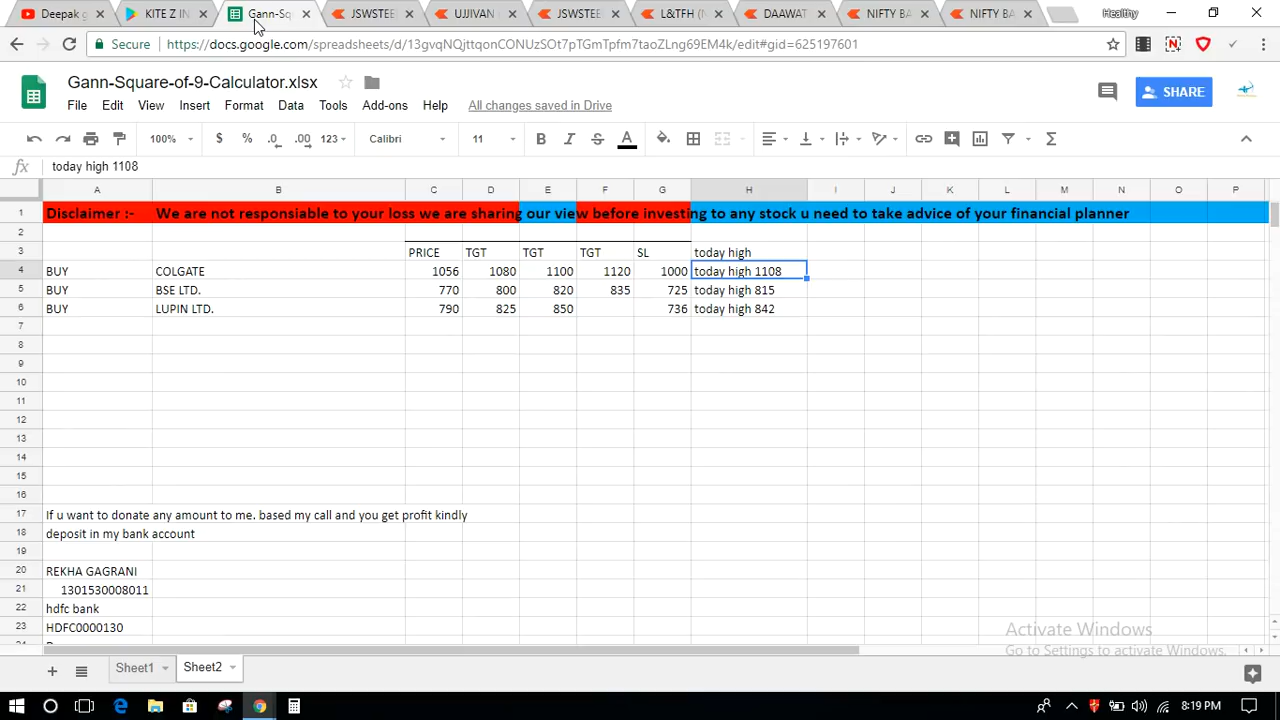 Deepak g
KITE Z IN
Gann-Sq
JSWSTEE
UJJIVAN
JSWSTEE
L&TFH (N
DAAWAT
NIFTY BA
NIFTY BA
Healthy
Secure
https://docs.google.com/spreadsheets/d/13gvoNQjttqomOoNUzSOt7pTGmTpfm7taoZLng69EM4k/edit#gid=625197601
Gann-Square-of-9-Calculator.xlsx
SHARE
File Edit View Insert Format Data Tools Add-ons Help All changes saved in Drive
100% $ % .0 .00 123 Calibri 11 B I S A
fx today high 1108
A B C D E F G H I J K L M N O P
1 Disclaimer :- We are not responsiable to your loss we are sharing our view before investing to any stock u need to take advice of your financial planner
2
3 PRICE TGT TGT TGT SL today high
4 BUY COLGATE 1056 1080 1100 1120 1000 today high 1108
5 BUY BSE LTD. 770 800 820 835 725 today high 815
6 BUY LUPIN LTD. 790 825 850 736 today high 842
7
8
9
10
11
12
13
14
15
16
17 If u want to donate any amount to me. based my call and you get profit kindly
18 deposit in my bank account
19
20 REKHA GAGRANI
21 1301530008011
22 hdfc bank
23 HDFC0000130
Activate Windows
Go to Settings to activate Windows.
Sheet1 Sheet2
8:19 PM